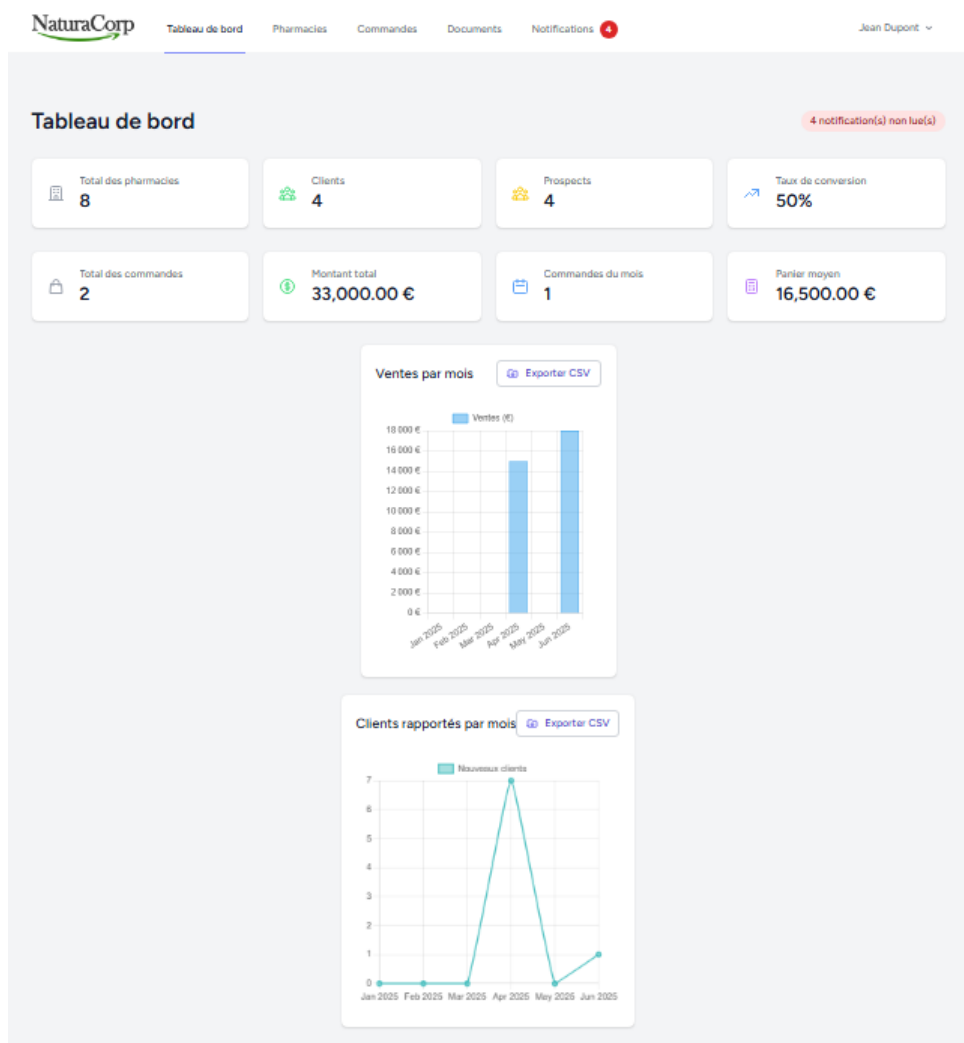 NaturaCorp Tableau de bord Pharmacies Commandes Documents Notifications 4 Jean Dupont
Tableau de bord 4 notification(s) non lue(s)
Total des pharmacies
8
Clients
4
Prospects
4
Taux de conversion
50%
Total des commandes
2
Montant total
33,000.00 €
Commandes du mois
1
Panier moyen
16,500.00 €
Ventes par mois Exporter CSV
Ventes (€)
18 000 €
16 000 €
14 000 €
12 000 €
10 000 €
8 000 €
6 000 €
4 000 €
2 000 €
0 €
Jan 2025 Feb 2025 Mar 2025 Apr 2025 May 2025 Jun 2025
Clients rapportés par mois Exporter CSV
Nouveaux clients
7
6
5
4
3
2
1
0
Jan 2025 Feb 2025 Mar 2025 Apr 2025 May 2025 Jun 2025